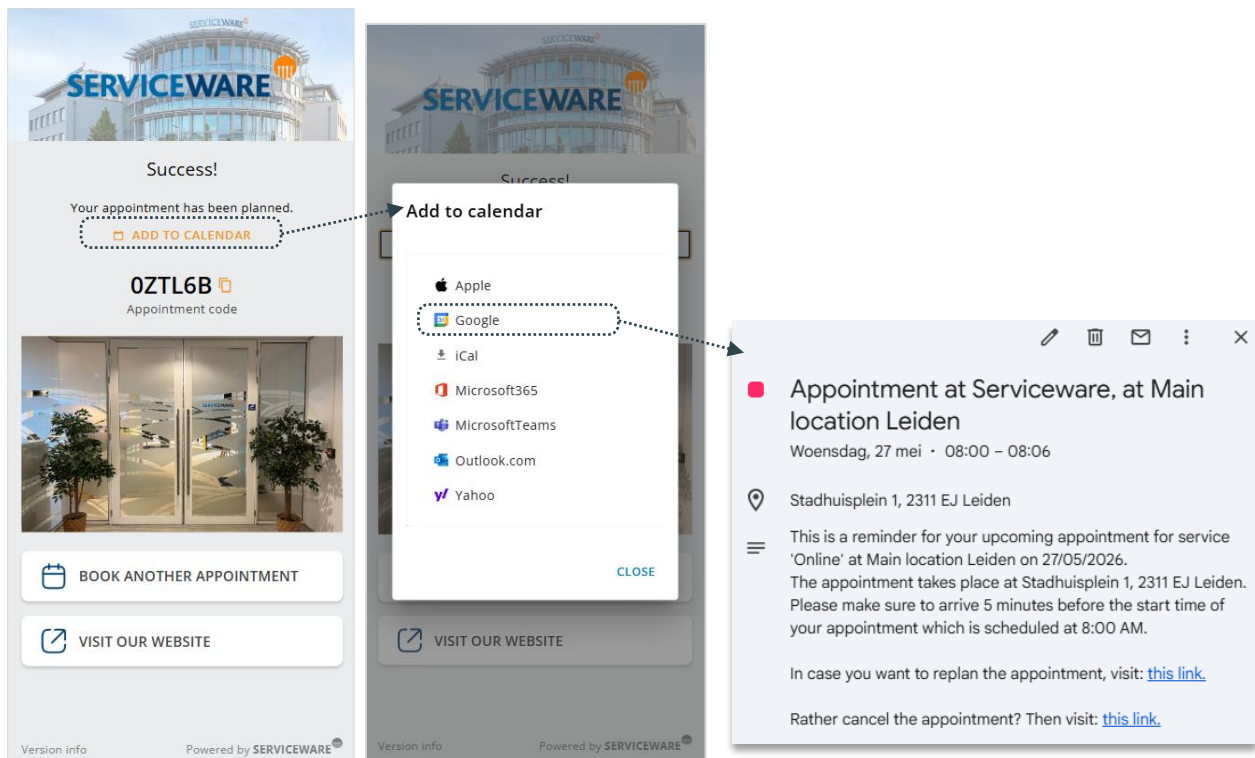 SERVICEWARE
SERVICEWARE
Success!
Your appointment has been planned.
ADD TO CALENDAR
0ZTL6B
Appointment code
SERVICEWARE
BOOK ANOTHER APPOINTMENT
VISIT OUR WEBSITE
Version info
Powered by SERVICEWARE
SERVICEWARE
SERVICEWARE
Success!
Add to calendar
Apple
31
Google
iCal
Microsoft365
MicrosoftTeams
Outlook.com
Yahoo
CLOSE
VISIT OUR WEBSITE
Version info
Powered by SERVICEWARE
Appointment at Serviceware, at Main
location Leiden
Woensdag, 27 mei · 08:00 – 08:06
Stadhuisplein 1, 2311 EJ Leiden
This is a reminder for your upcoming appointment for service
'Online' at Main location Leiden on 27/05/2026.
The appointment takes place at Stadhuisplein 1, 2311 EJ Leiden.
Please make sure to arrive 5 minutes before the start time of
your appointment which is scheduled at 8:00 AM.
In case you want to replan the appointment, visit: this link.
Rather cancel the appointment? Then visit: this link.